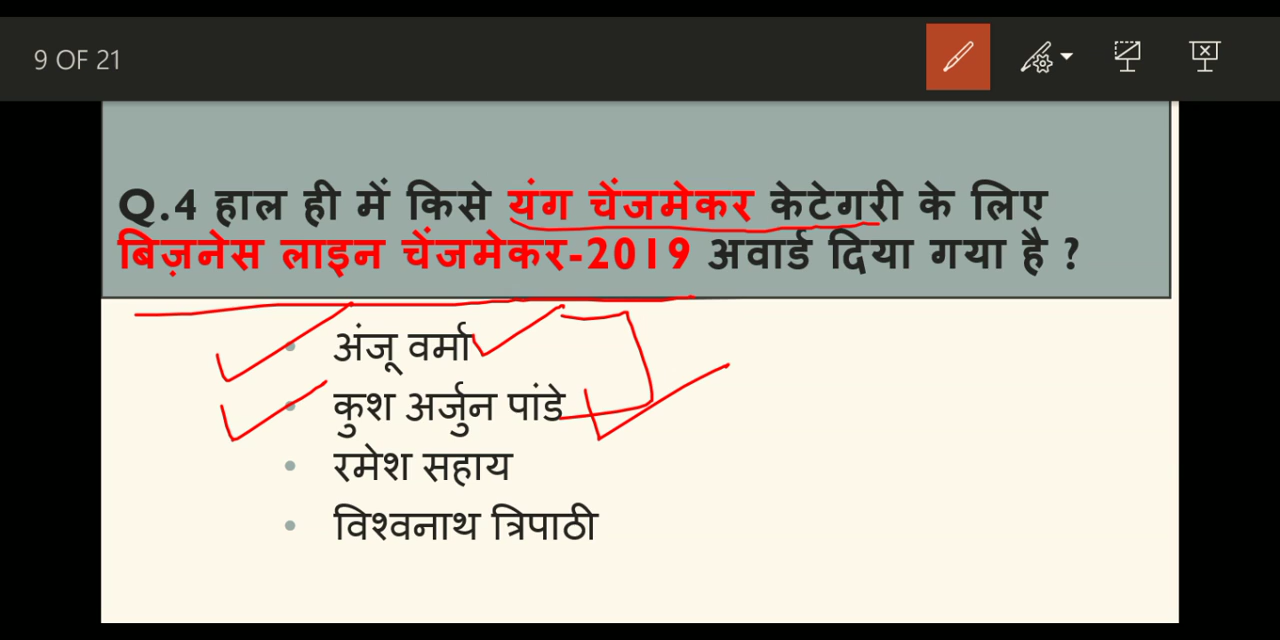 9 OF 21
Q.4 हाल ही में किसे यंग चेंजमेकर केटेगरी के लिए
बिज़नेस लाइन चेंजमेकर-2019 अवार्ड दिया गया है ?
• अंजू वर्मा
• कुश अर्जुन पांडे
• रमेश सहाय
• विश्वनाथ त्रिपाठी